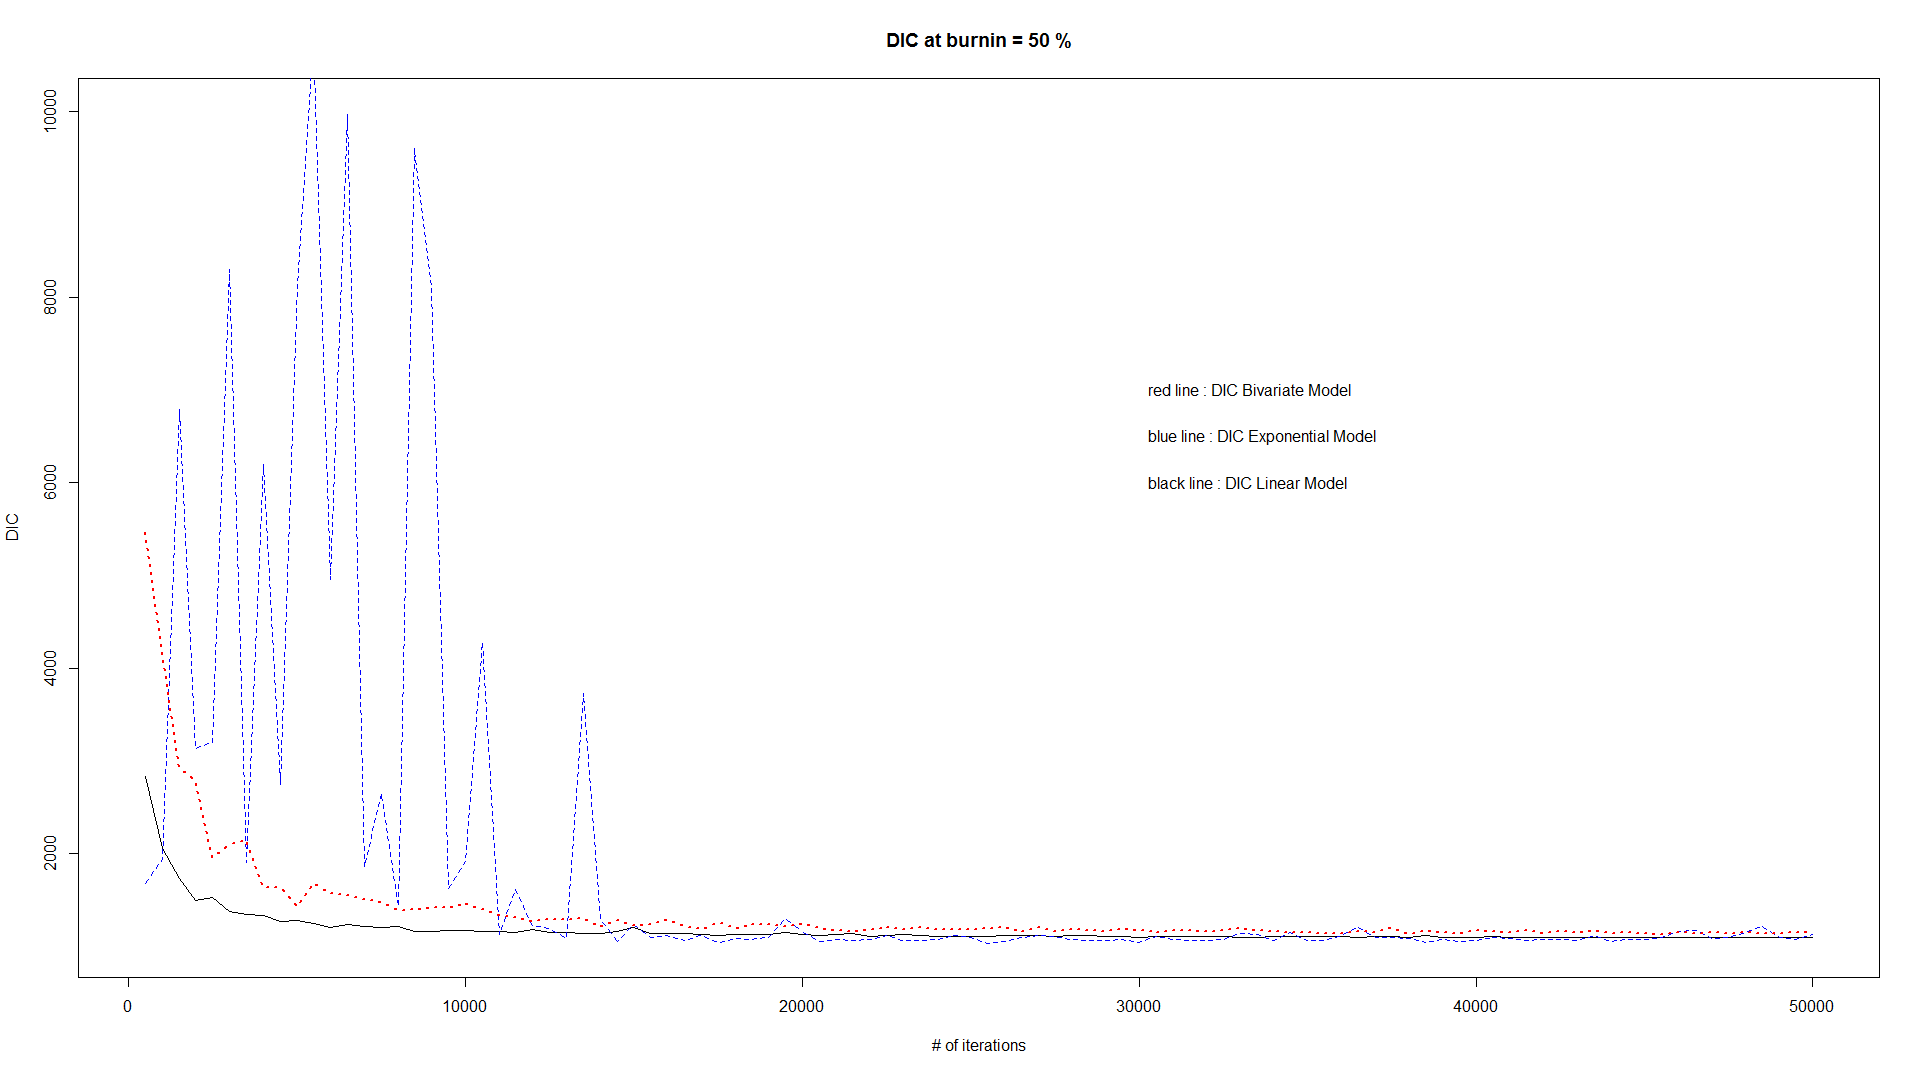 DIC at burnin = 50 %
10000
8000
6000
4000
2000
DIC
red line : DIC Bivariate Model
blue line : DIC Exponential Model
black line : DIC Linear Model
0 10000 20000 30000 40000 50000
# of iterations